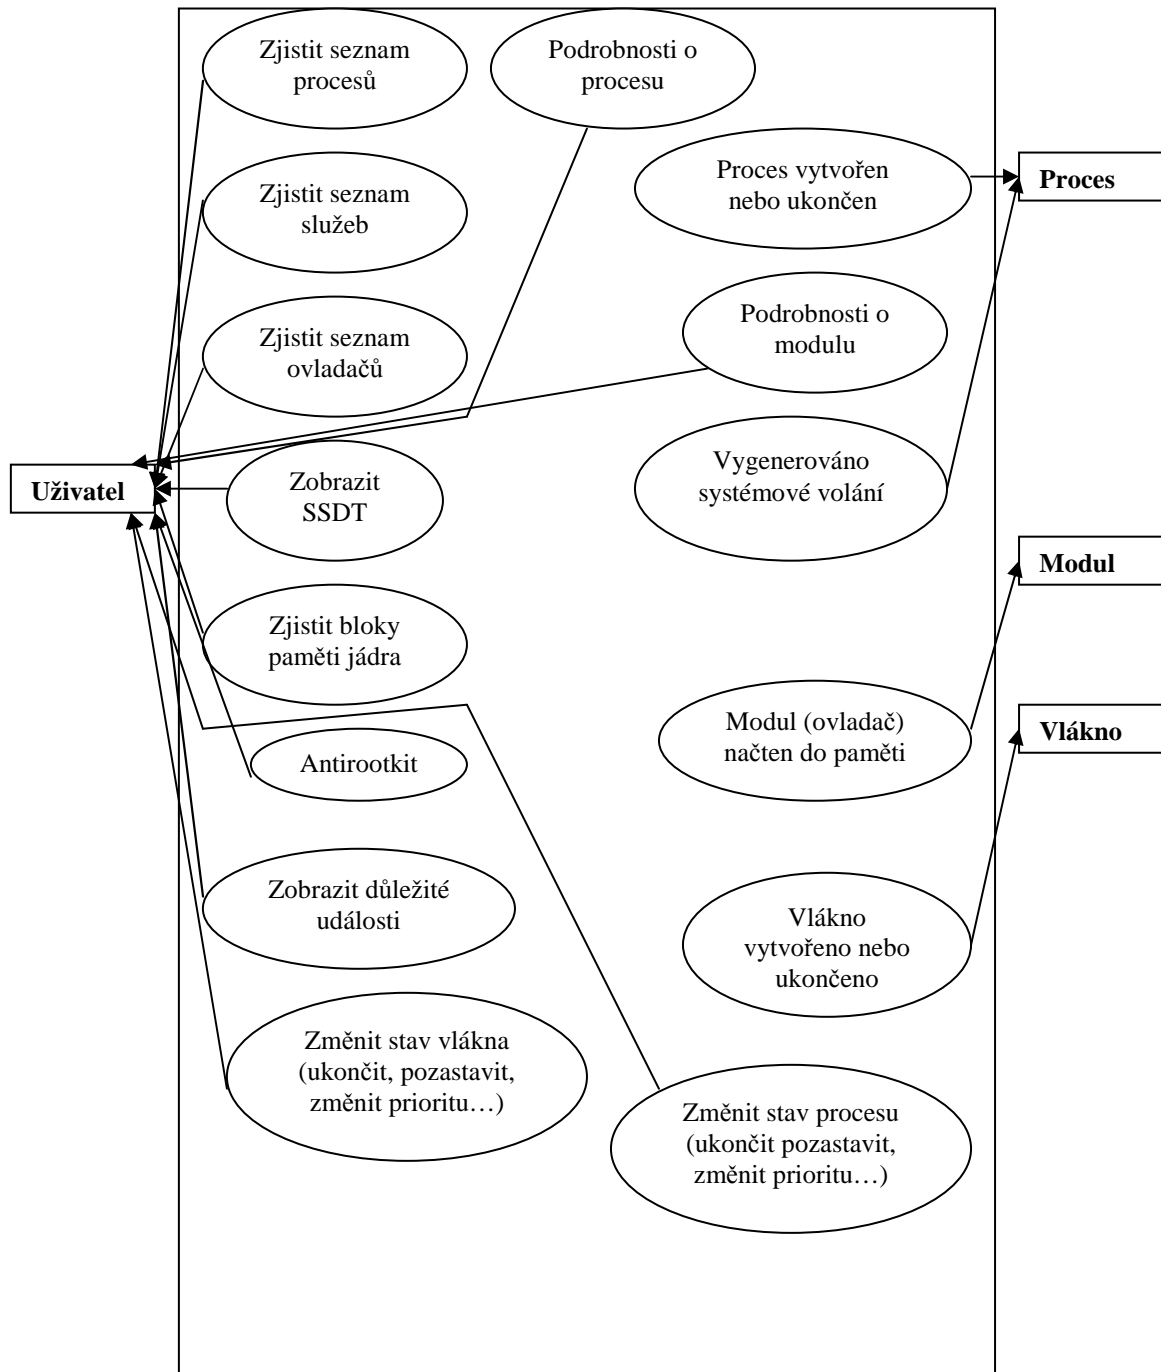 Zjistit seznam
procesů
Podrobnosti o
procesu
Proces vytvořen
nebo ukončen
Proces
Zjistit seznam
služeb
Zjistit seznam
ovladačů
Podrobnosti o
modulu
Uživatel
Zobrazit
SSDT
Vygenerováno
systémové volání
Modul
Zjistit bloky
paměti jádra
Modul (ovladač)
načten do paměti
Vlákno
Antirootkit
Zobrazit důležité
události
Vlákno
vytvořeno nebo
ukončeno
Změnit stav vlákna
(ukončit, pozastavit,
změnit prioritu…)
Změnit stav procesu
(ukončit pozastavit,
změnit prioritu…)